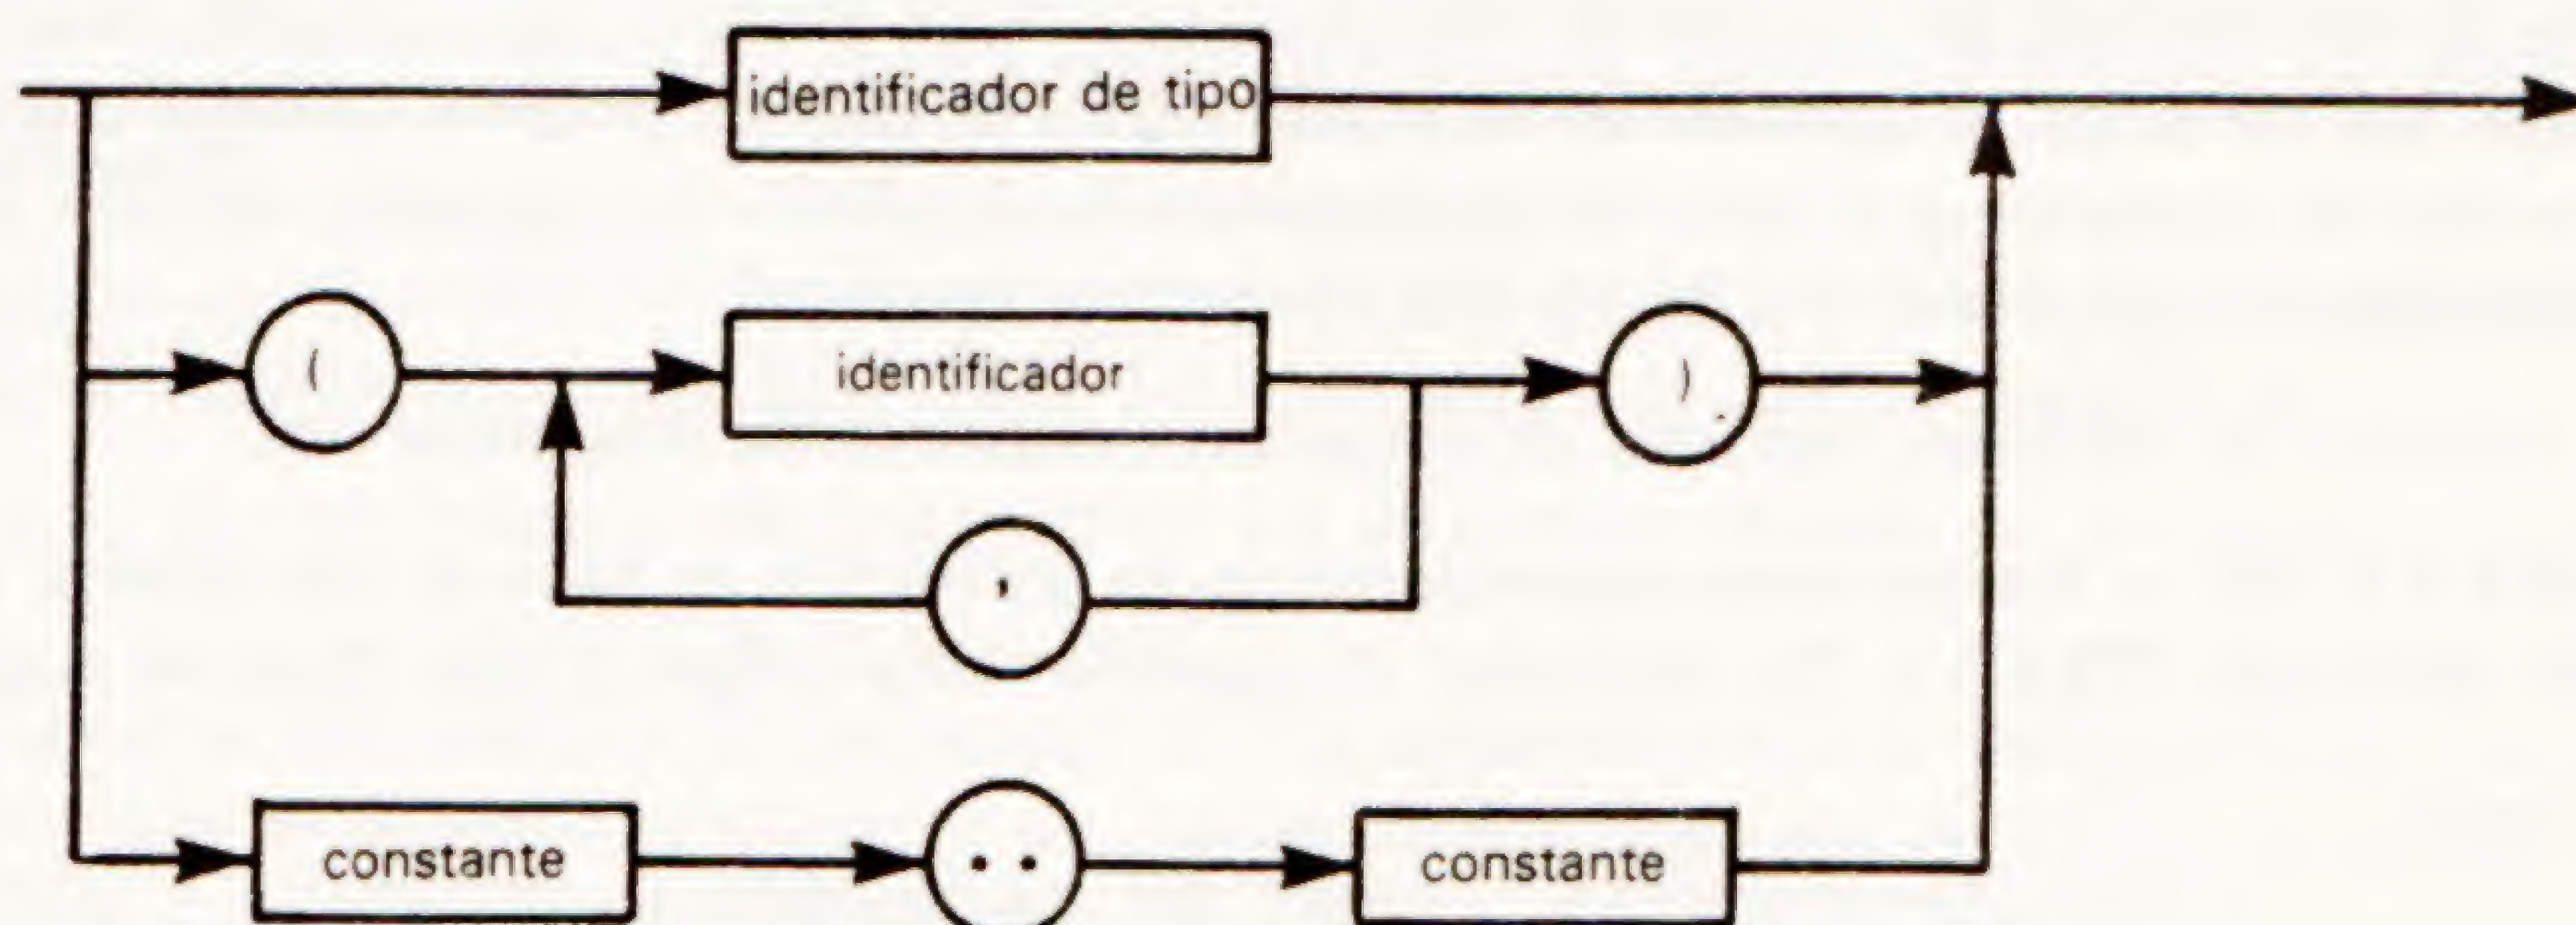 identificador de tipo
( identificador )
,
constante .. constante